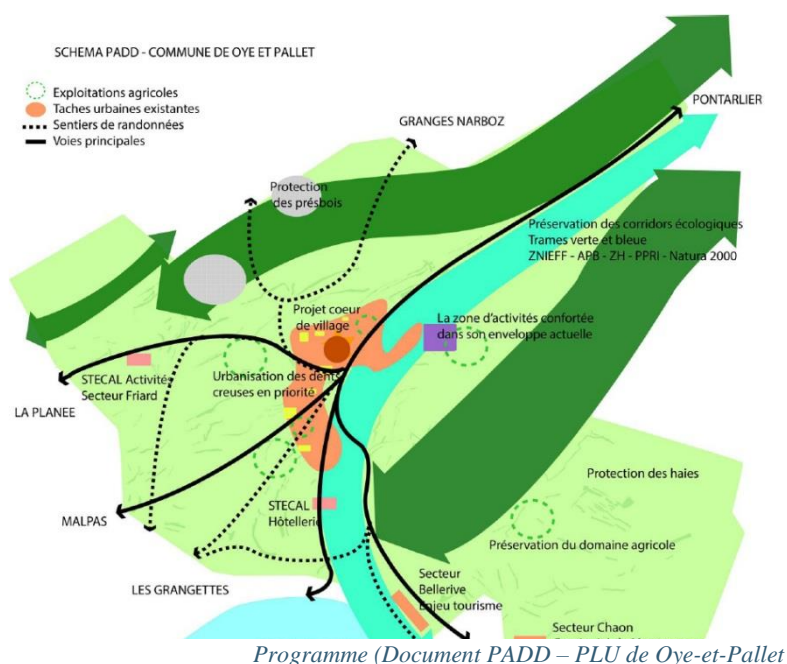 SCHEMA PADD - COMMUNE DE OYE ET PALLET
Exploitations agricoles
Taches urbaines existantes
Sentiers de randonnées
Voies principales
PONTARLIER
GRANGES NARBOZ
Protection
des présbois
Préservation des corridors écologiques
Trames verte et bleue
ZNIEFF - APB - ZH - PPRI - Natura 2000
Projet coeur
de village
La zone d'activités confortée
dans son enveloppe actuelle
STECAL Activités
Secteur Friard
Urbanisation des dents
creuses en priorité
LA PLANEE
Protection des haies
MALPAS
STECAL
Hôtellerie
Préservation du domaine agricole
LES GRANGETTES
Secteur
Bellerive
Enjeu tourisme
Secteur Chaon
Programme (Document PADD – PLU de Oye-et-Pallet